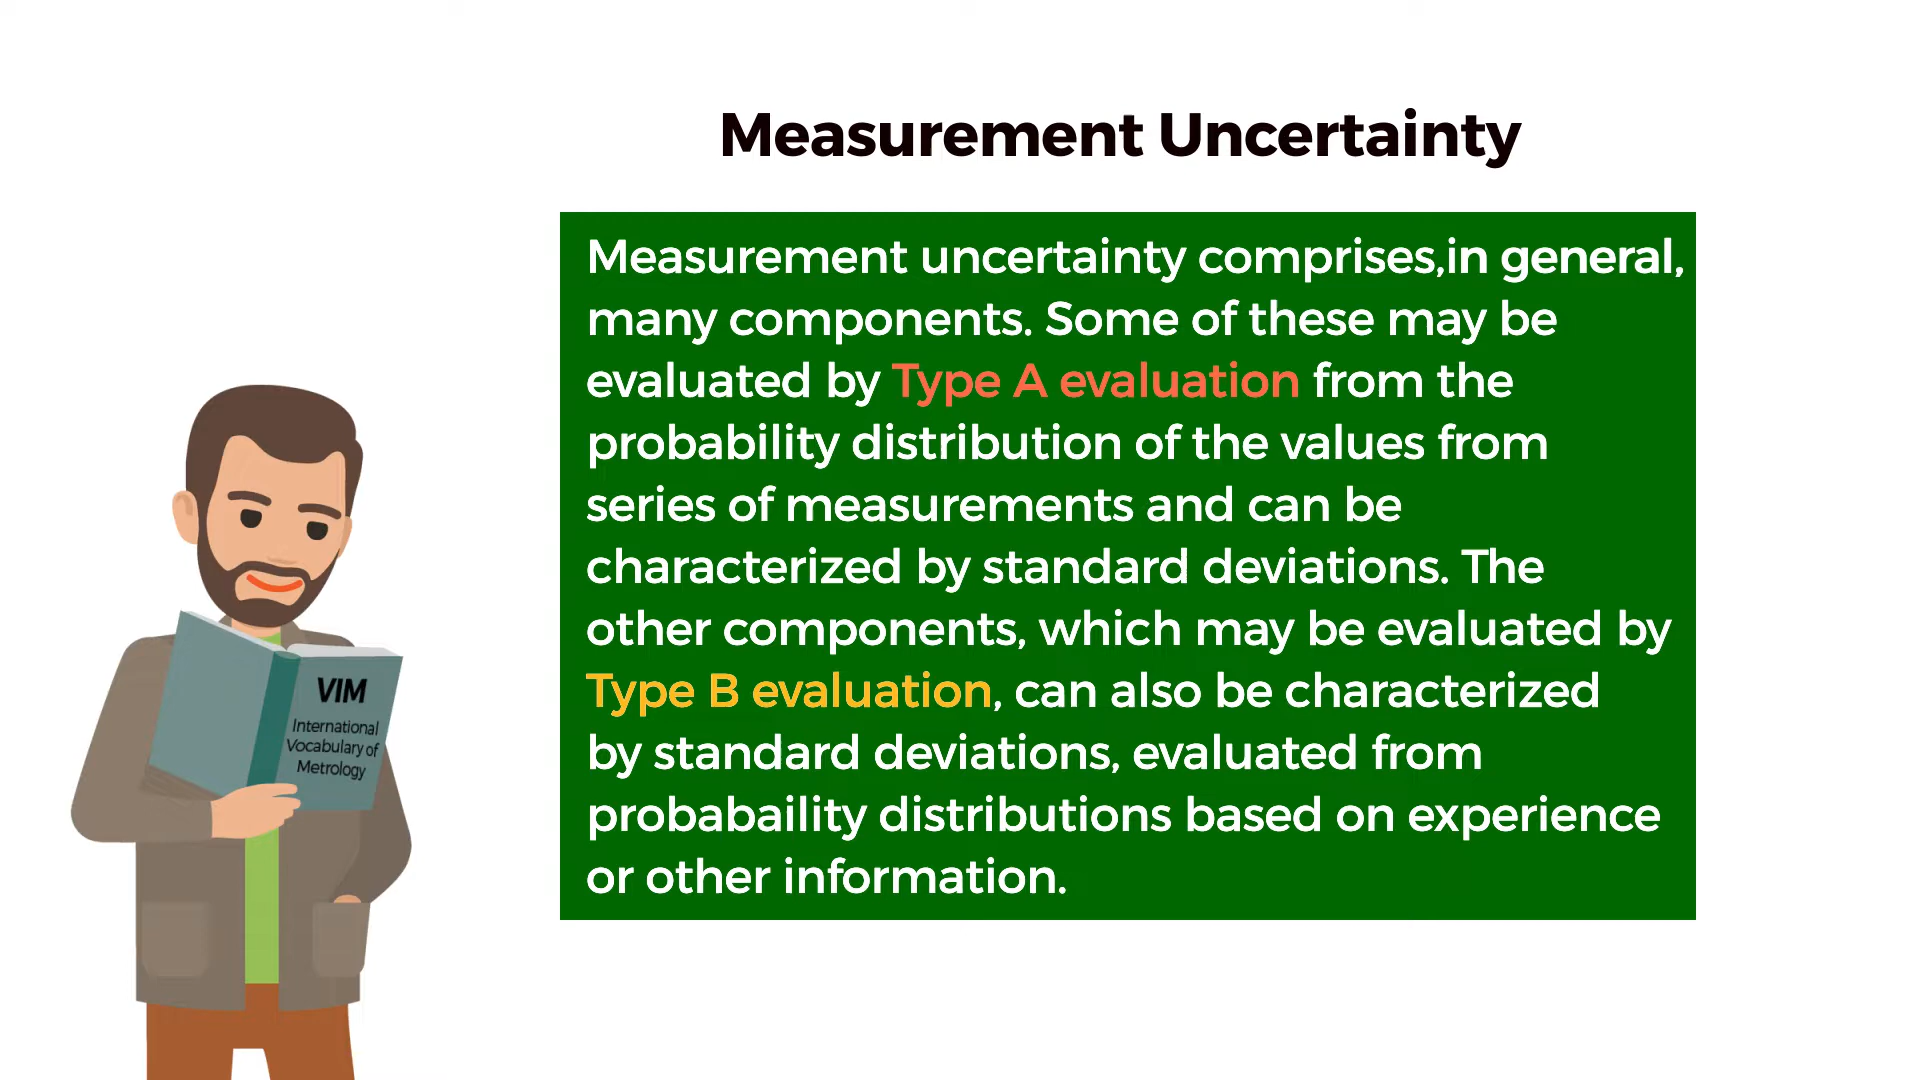 Measurement Uncertainty
Measurement uncertainty comprises,in general,
many components. Some of these may be
evaluated by Type A evaluation from the
probability distribution of the values from
series of measurements and can be
characterized by standard deviations. The
other components, which may be evaluated by
Type B evaluation, can also be characterized
by standard deviations, evaluated from
probabaility distributions based on experience
or other information.
VIM
International
Vocabulary of
Metrology